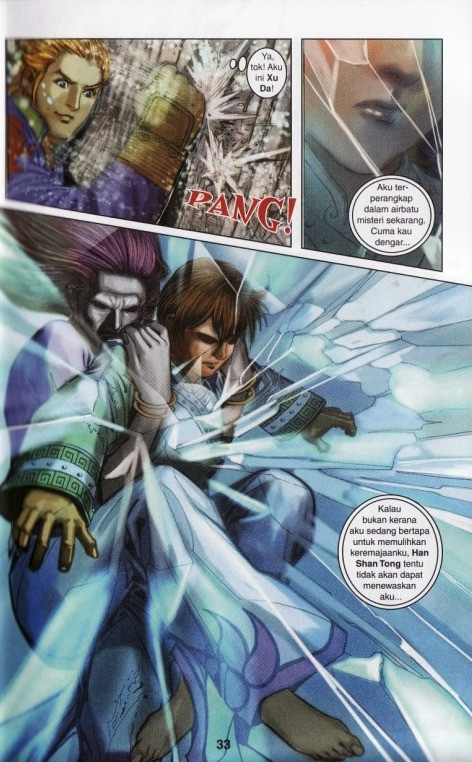 Ya,
tok! Aku
ini Xu
Da!
PANG!
Aku ter-
perangkap
dalam airbatu
misteri sekarang.
Cuma kau
dengar...
Kalau
bukan kerana
aku sedang bertapa
untuk memulihkan
keremajaanku, Han
Shan Tong tentu
tidak akan dapat
menewaskan
aku...
33